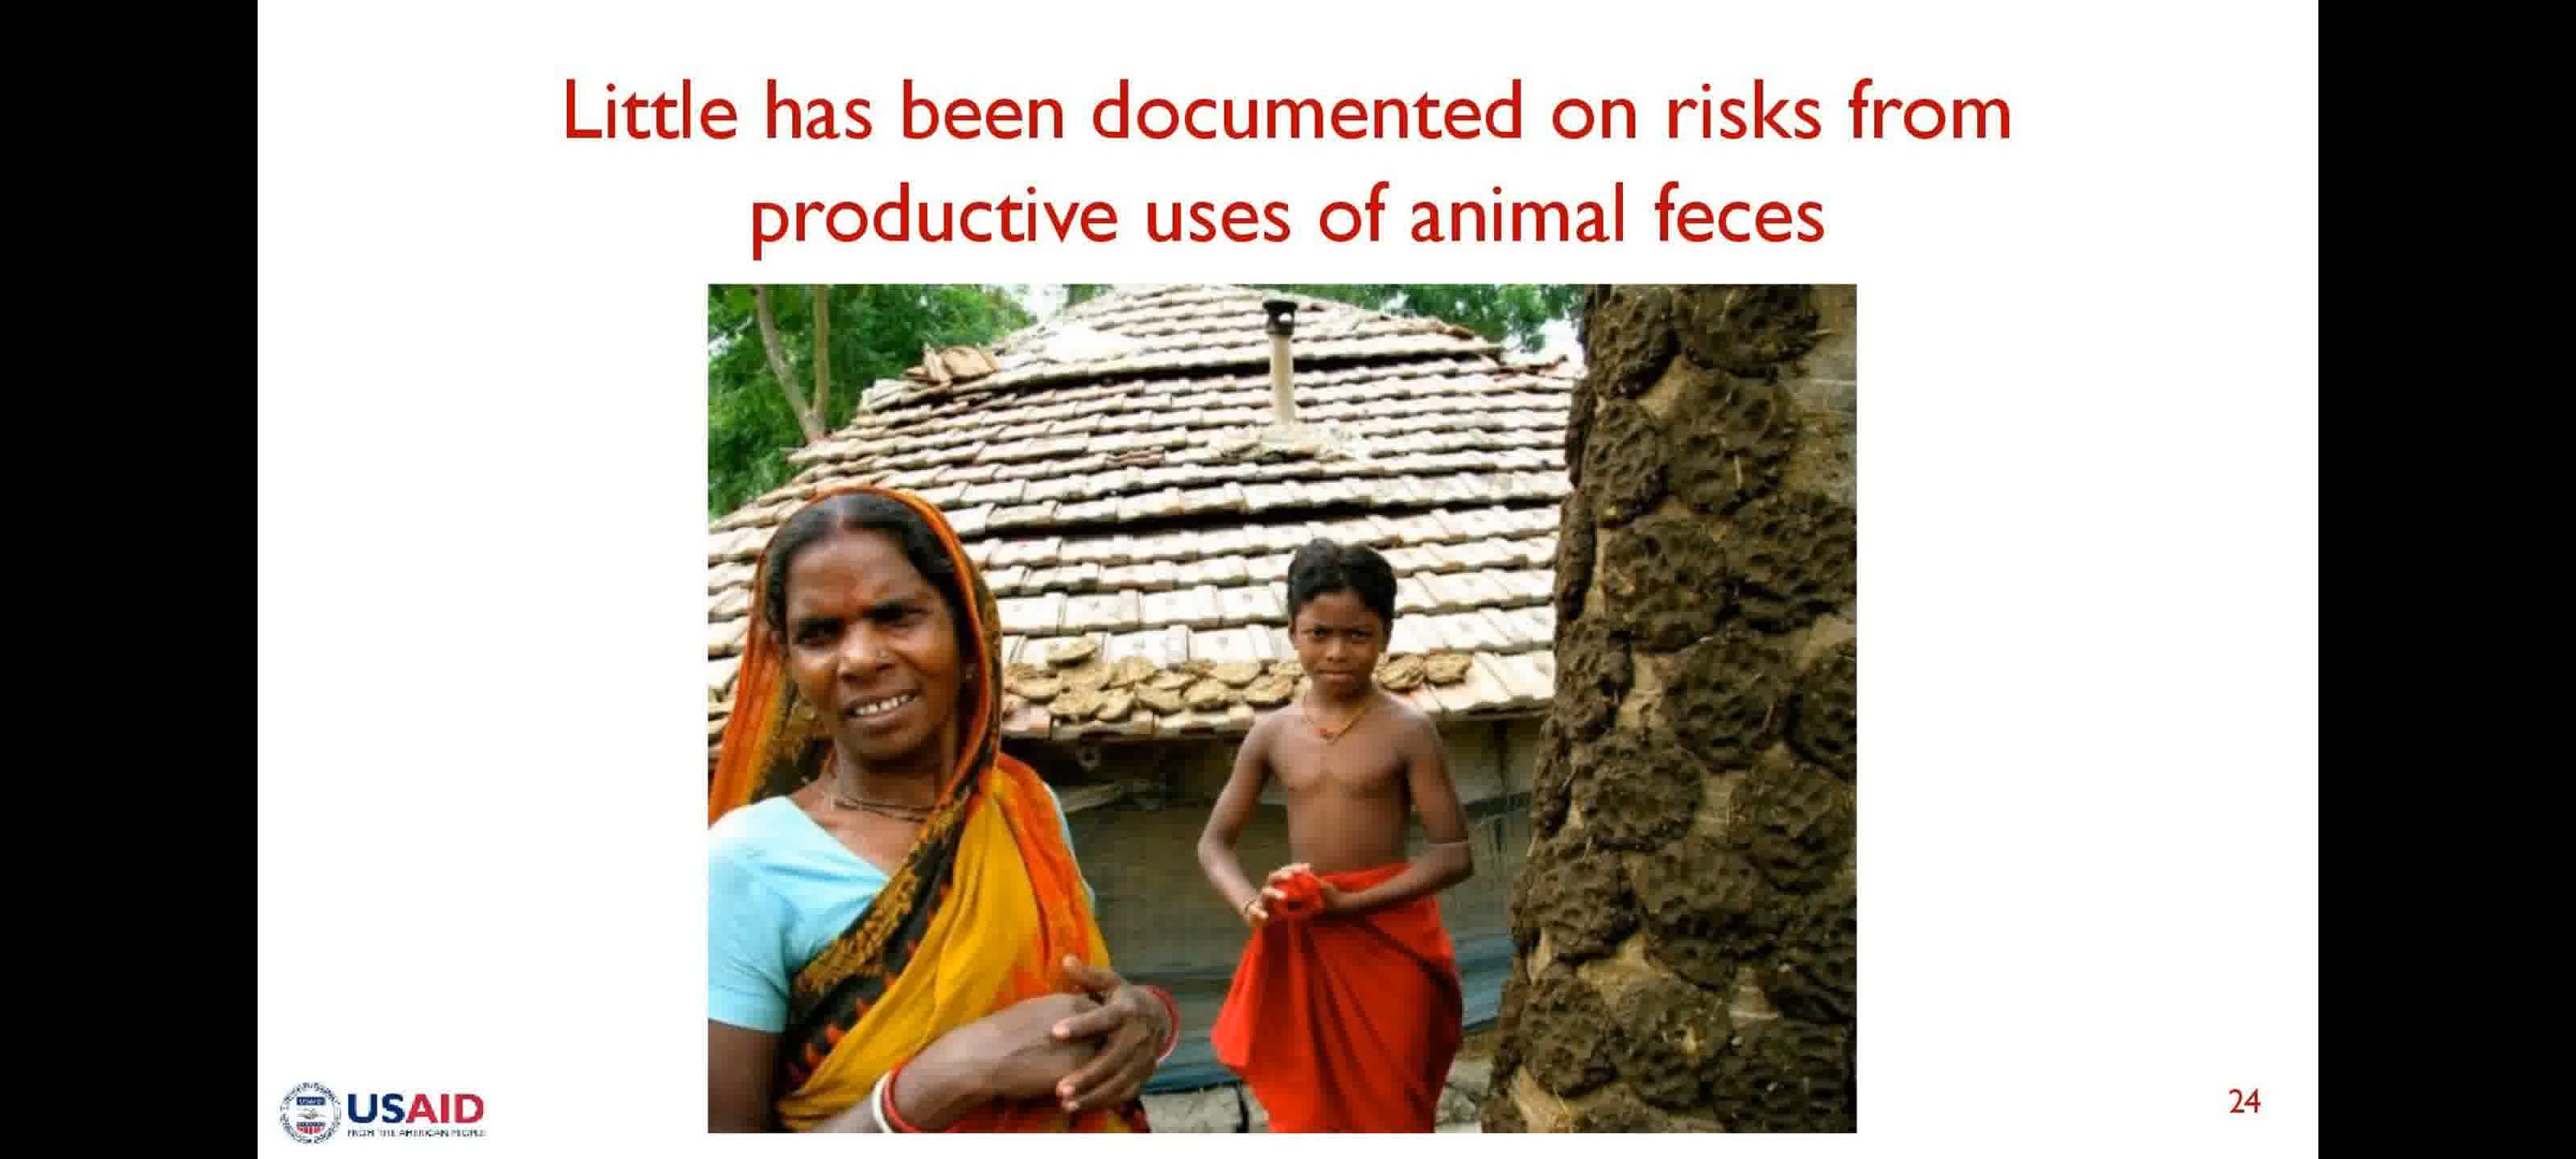 Little has been documented on risks from
productive uses of animal feces
USAID
FROM THE AMERICAN PEOPLE
24